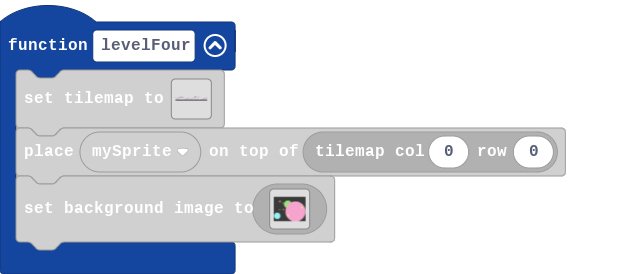 function levelFour
set tilemap to
place mySprite on top of tilemap col 0 row 0
set background image to